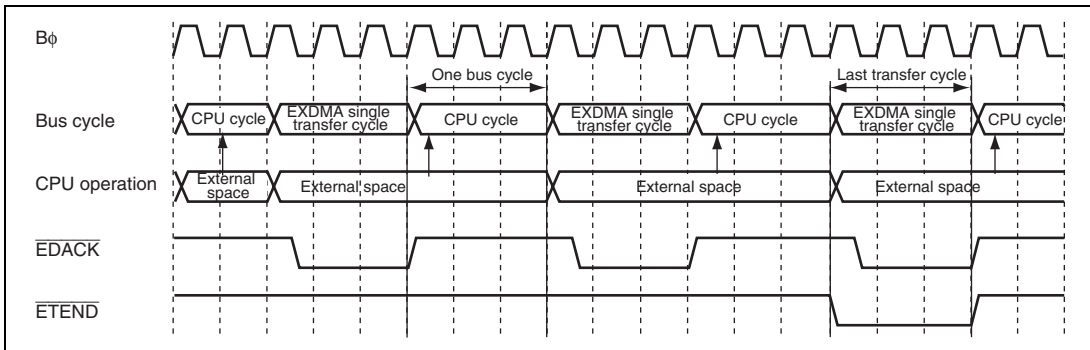 Bφ
One bus cycle
Last transfer cycle
Bus cycle
CPU cycle
EXDMA single
transfer cycle
CPU cycle
EXDMA single
transfer cycle
CPU cycle
EXDMA single
transfer cycle
CPU cycle
CPU operation
External
space
External space
External space
External space
EDACK
ETEND